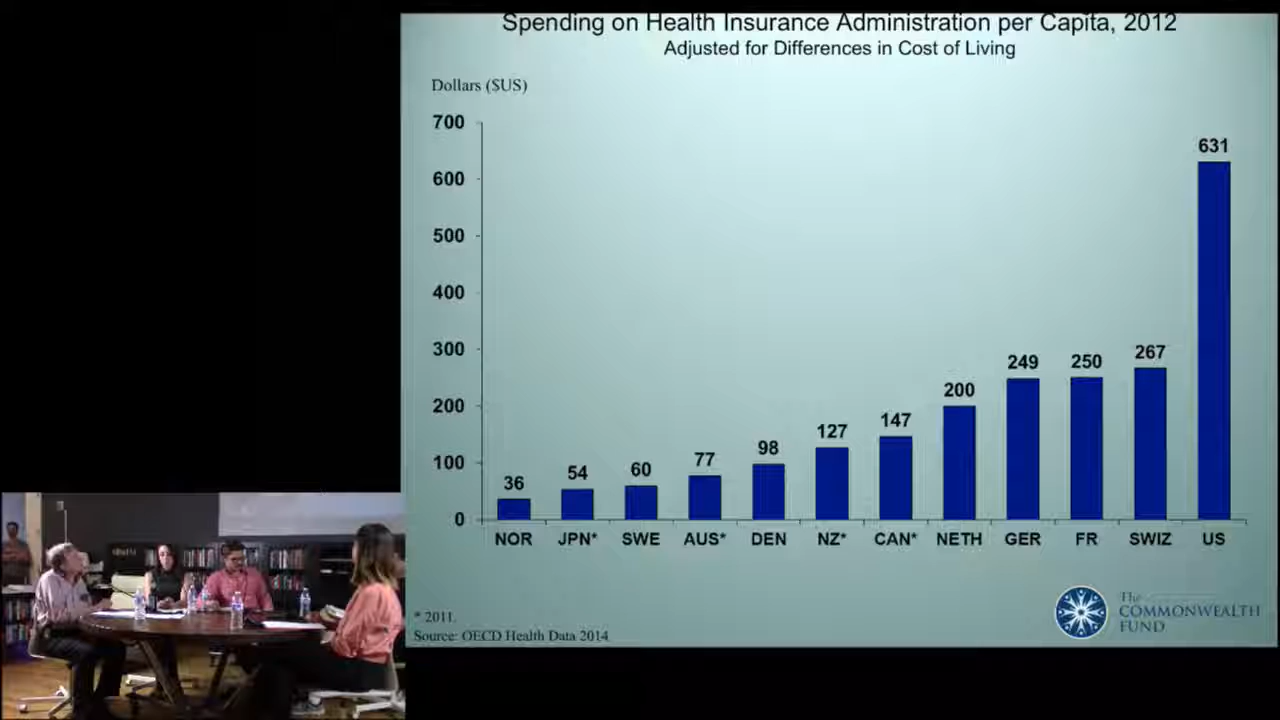 Spending on Health Insurance Administration per Capita, 2012
Adjusted for Differences in Cost of Living
Dollars ($US)
700
600
500
400
300
200
100
0
36
54
60
77
98
127
147
200
249
250
267
631
NOR JPN* SWE AUS* DEN NZ* CAN* NETH GER FR SWIZ US
* 2011.
Source: OECD Health Data 2014
The
COMMONWEALTH
FUND